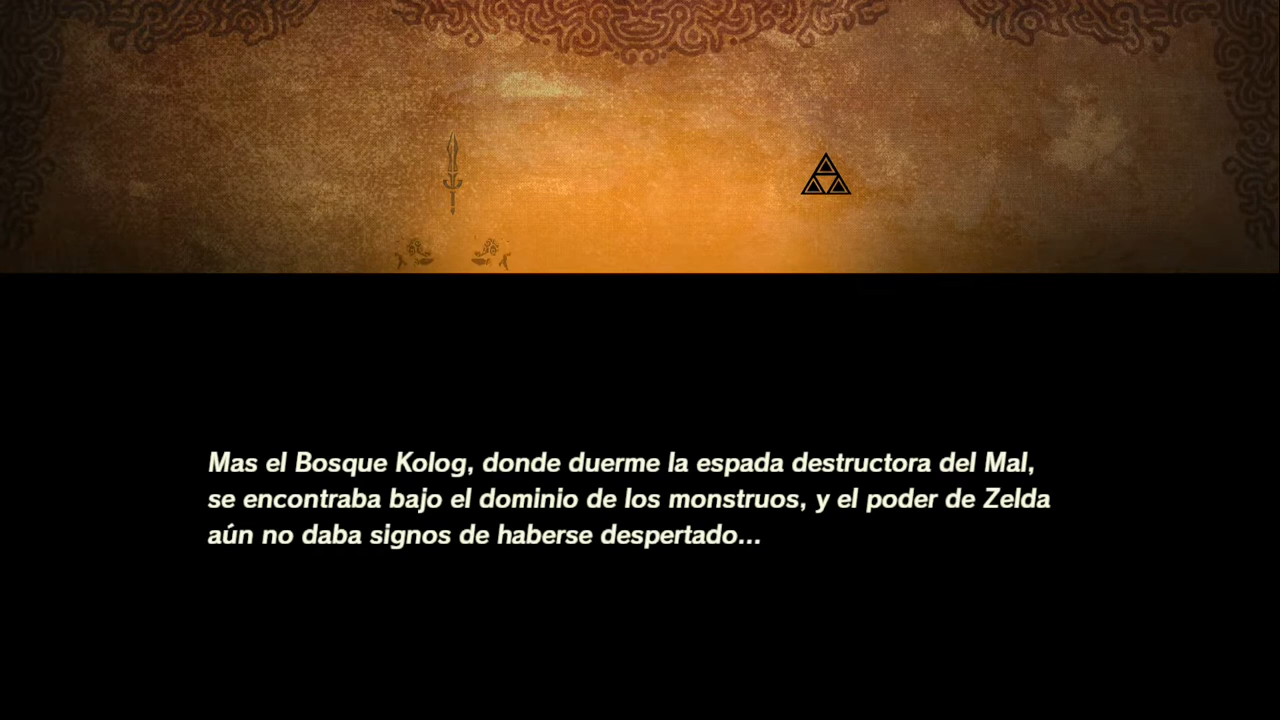 Mas el Bosque Kolog, donde duerme la espada destructora del Mal,
se encontraba bajo el dominio de los monstruos, y el poder de Zelda
aún no daba signos de haberse despertado...